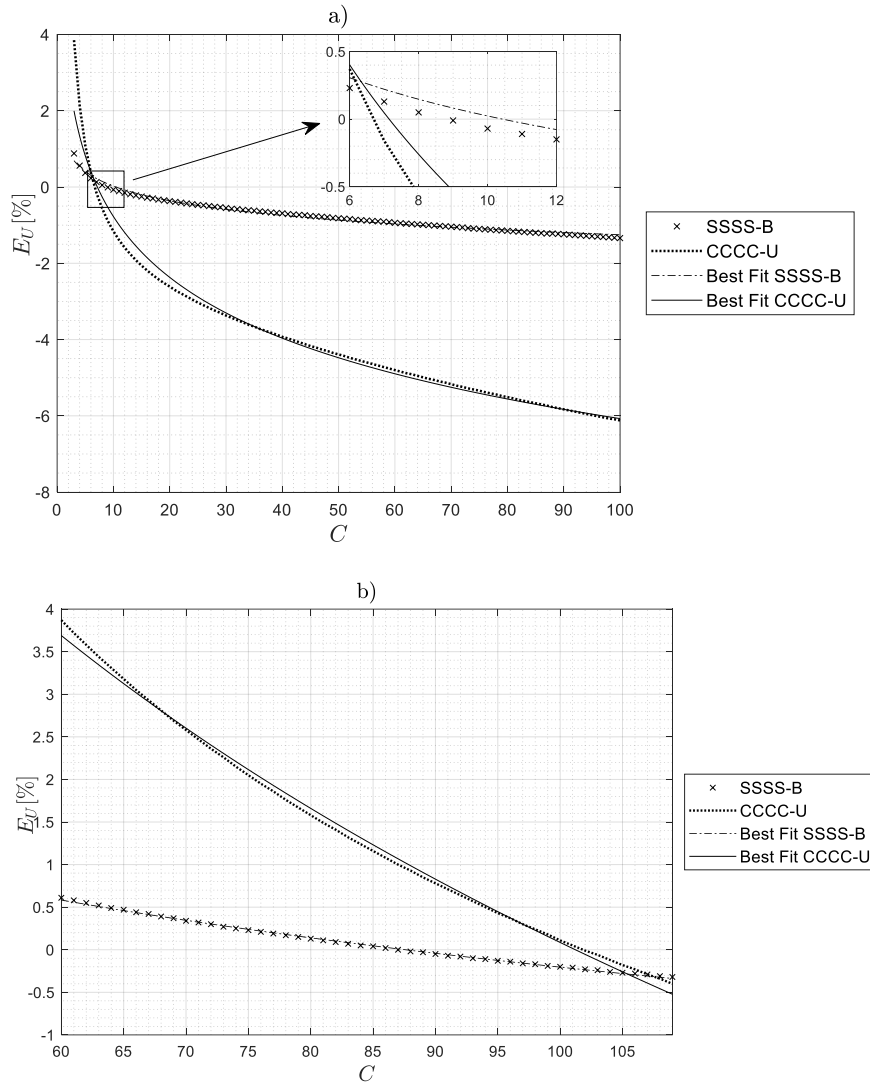 a)
4
2
0
-2
-4
-6
-8
E_U [%]
0 10 20 30 40 50 60 70 80 90 100
C
0.5
0
-0.5
6 8 10 12
SSSS-B
CCCC-U
Best Fit SSSS-B
Best Fit CCCC-U
b)
4
3.5
3
2.5
2
1.5
1
0.5
0
-0.5
-1
E_U [%]
60 65 70 75 80 85 90 95 100 105
C
SSSS-B
CCCC-U
Best Fit SSSS-B
Best Fit CCCC-U